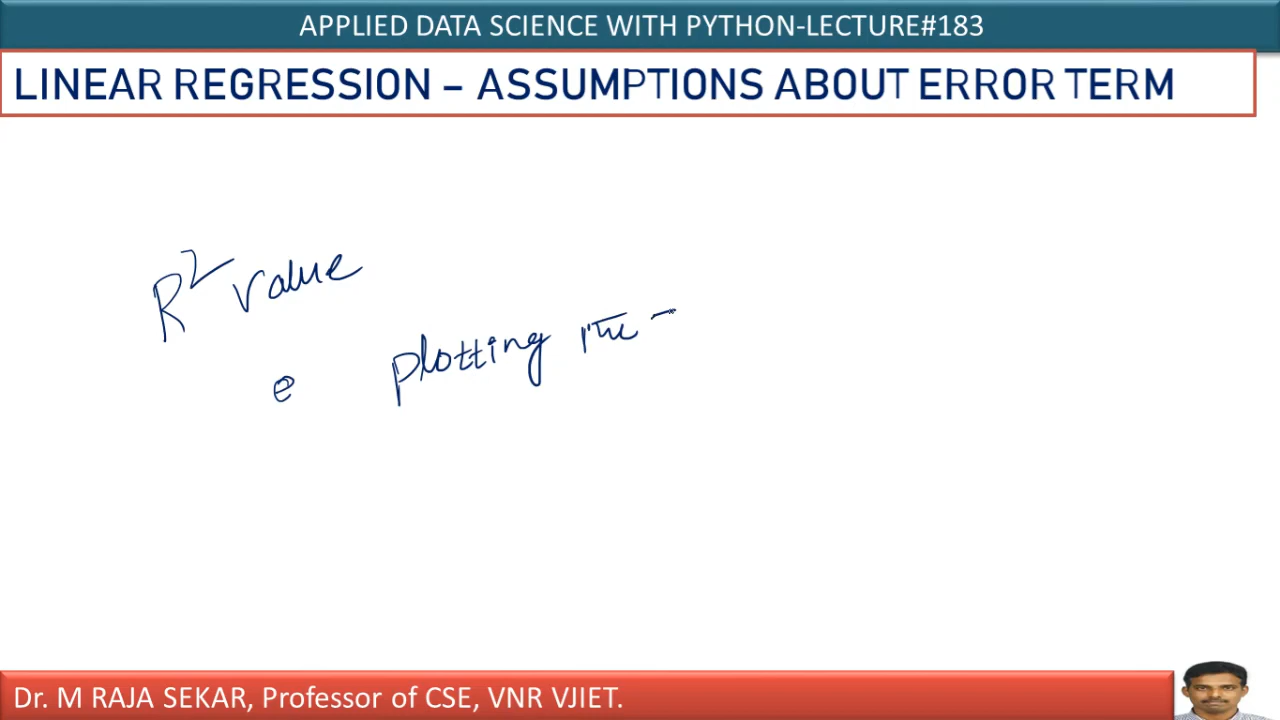 APPLIED DATA SCIENCE WITH PYTHON-LECTURE#183
LINEAR REGRESSION – ASSUMPTIONS ABOUT ERROR TERM
R² value
e plotting the -
Dr. M RAJA SEKAR, Professor of CSE, VNR VJIET.